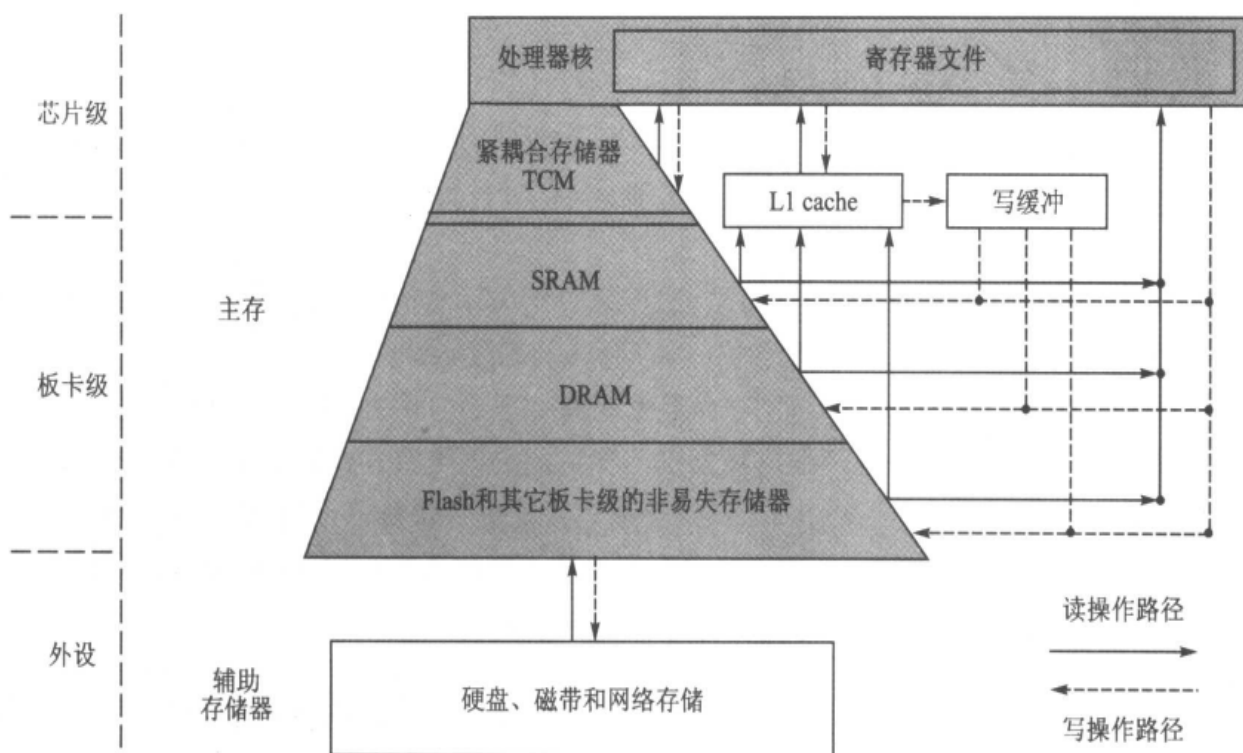 处理器核
寄存器文件
芯片级
紧耦合存储器
TCM
L1 cache
写缓冲
SRAM
主存
板卡级
DRAM
Flash和其它板卡级的非易失存储器
读操作路径
外设
辅助
存储器
硬盘、磁带和网络存储
写操作路径